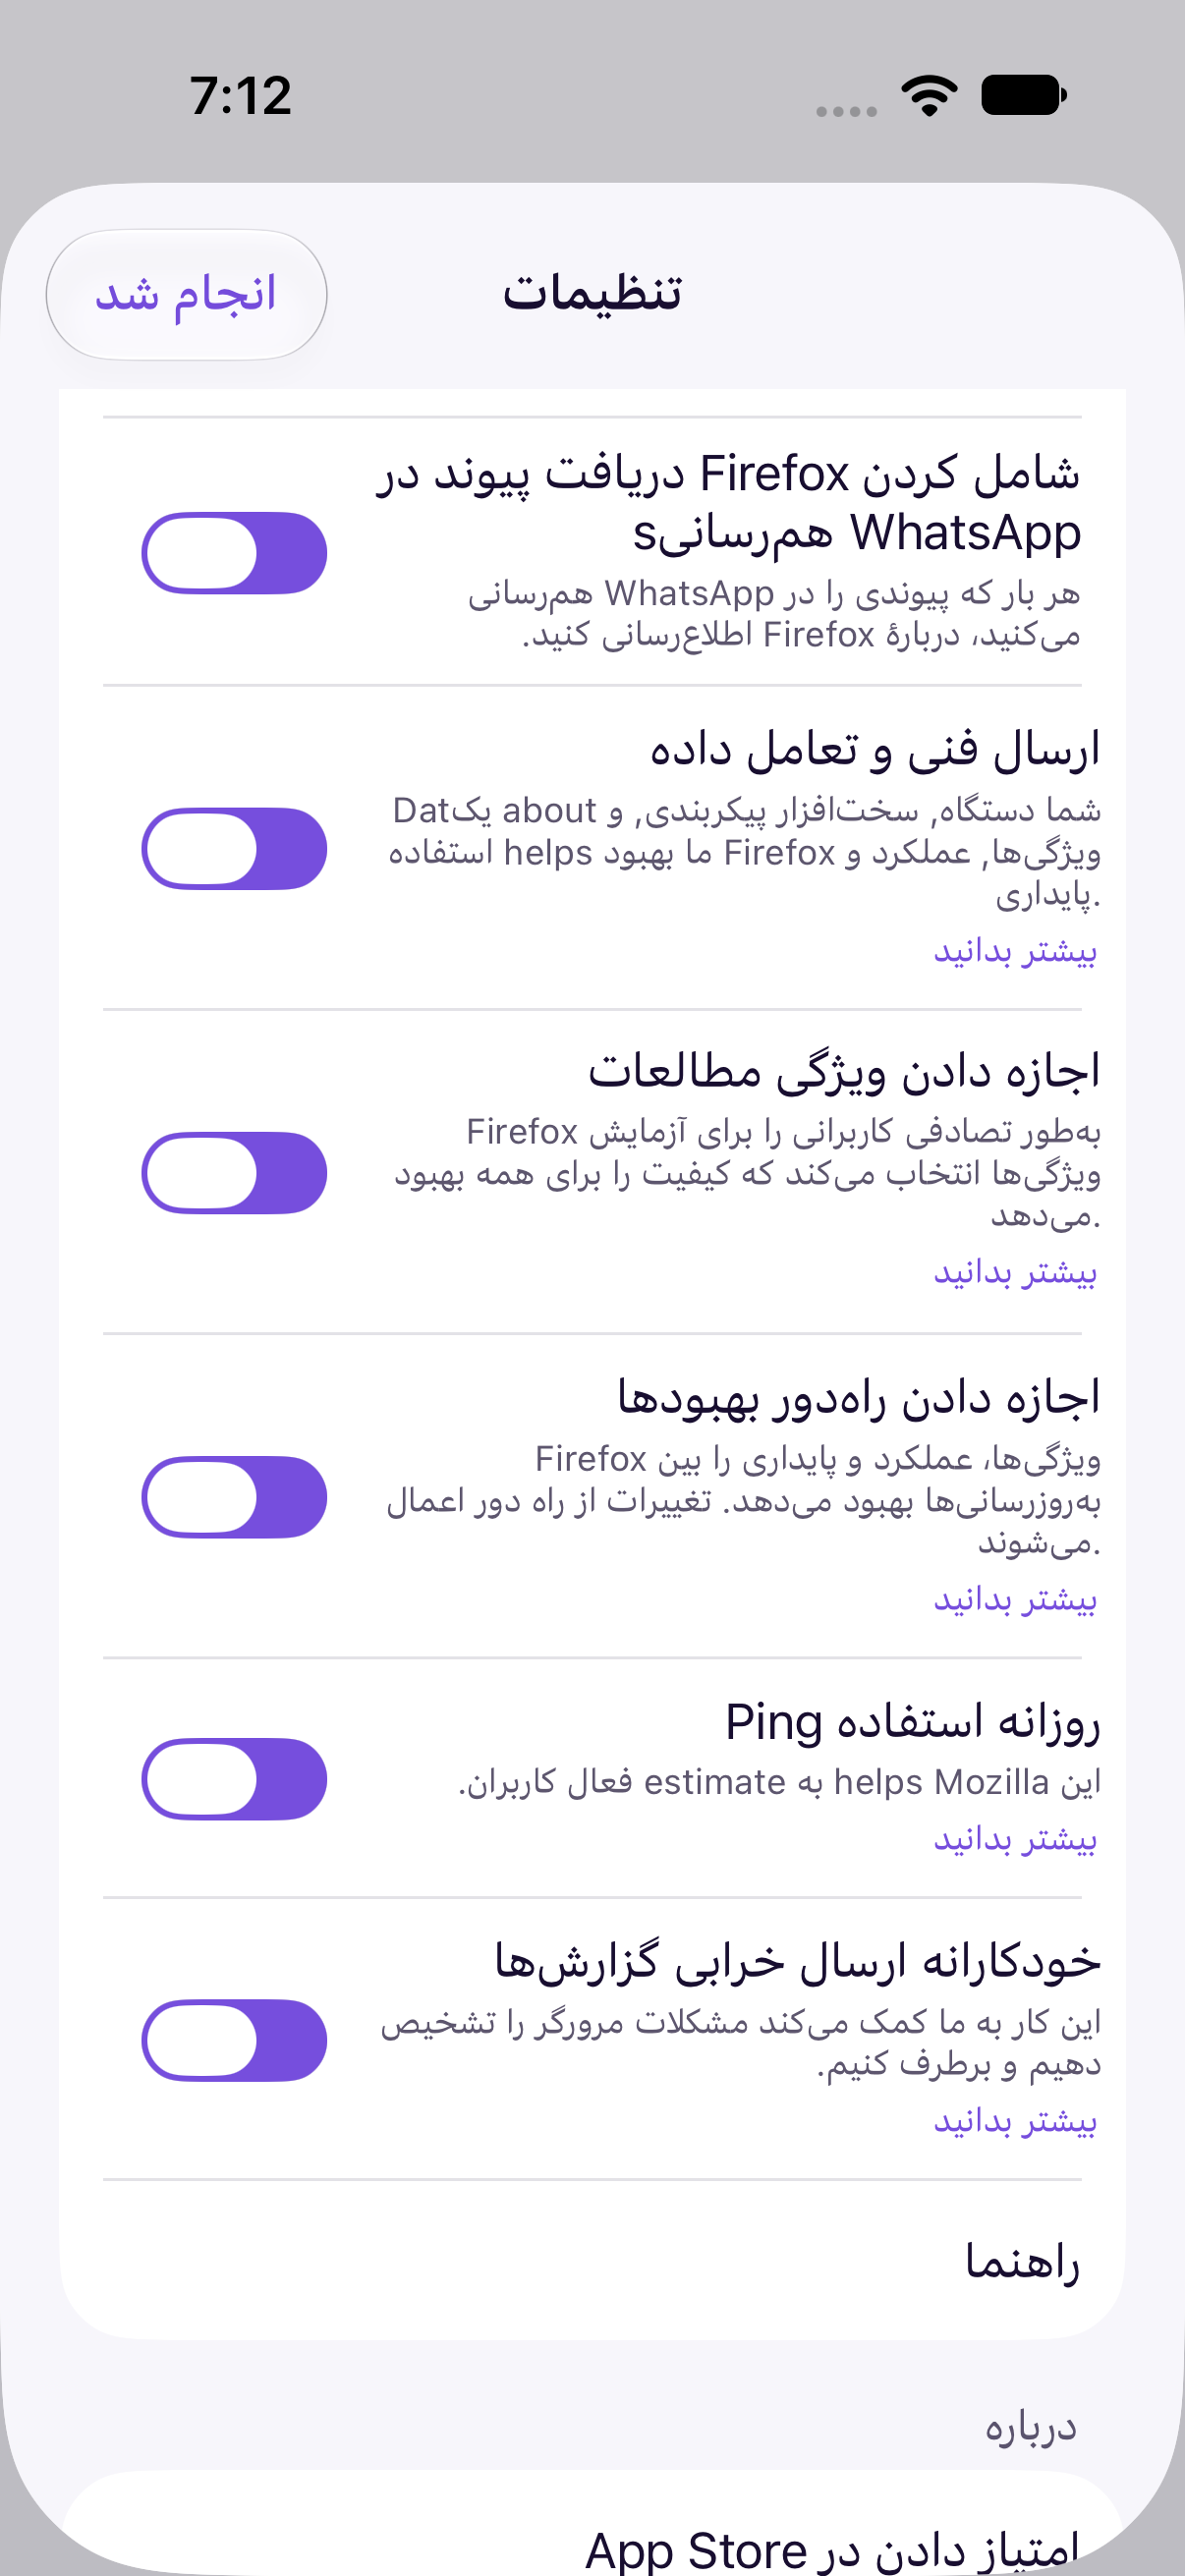 7:12
تنظیمات
انجام شد
شامل کردن Firefox دریافت پیوند در
WhatsApp هم‌رسانیs
هر بار که پیوندی را در WhatsApp هم‌رسانی
می‌کنید، دربارهٔ Firefox اطلاع‌رسانی کنید.
ارسال فنی و تعامل داده
شما دستگاه, سخت‌افزار پیکربندی, و about یکDat
ویژگی‌ها, عملکرد و Firefox ما بهبود helps استفاده
.پایداری
بیشتر بدانید
اجازه دادن ویژگی مطالعات
به‌طور تصادفی کاربرانی را برای آزمایش Firefox
ویژگی‌ها انتخاب می‌کند که کیفیت را برای همه بهبود
.می‌دهد
بیشتر بدانید
اجازه دادن راه‌دور بهبودها
ویژگی‌ها، عملکرد و پایداری را بین Firefox
به‌روزرسانی‌ها بهبود می‌دهد. تغییرات از راه دور اعمال
.می‌شوند
بیشتر بدانید
روزانه استفاده Ping
این helps Mozilla به estimate فعال کاربران.
بیشتر بدانید
خودکارانه ارسال خرابی گزارش‌ها
این کار به ما کمک می‌کند مشکلات مرورگر را تشخیص
دهیم و برطرف کنیم.
بیشتر بدانید
راهنما
درباره
امتیاز دادن در App Store